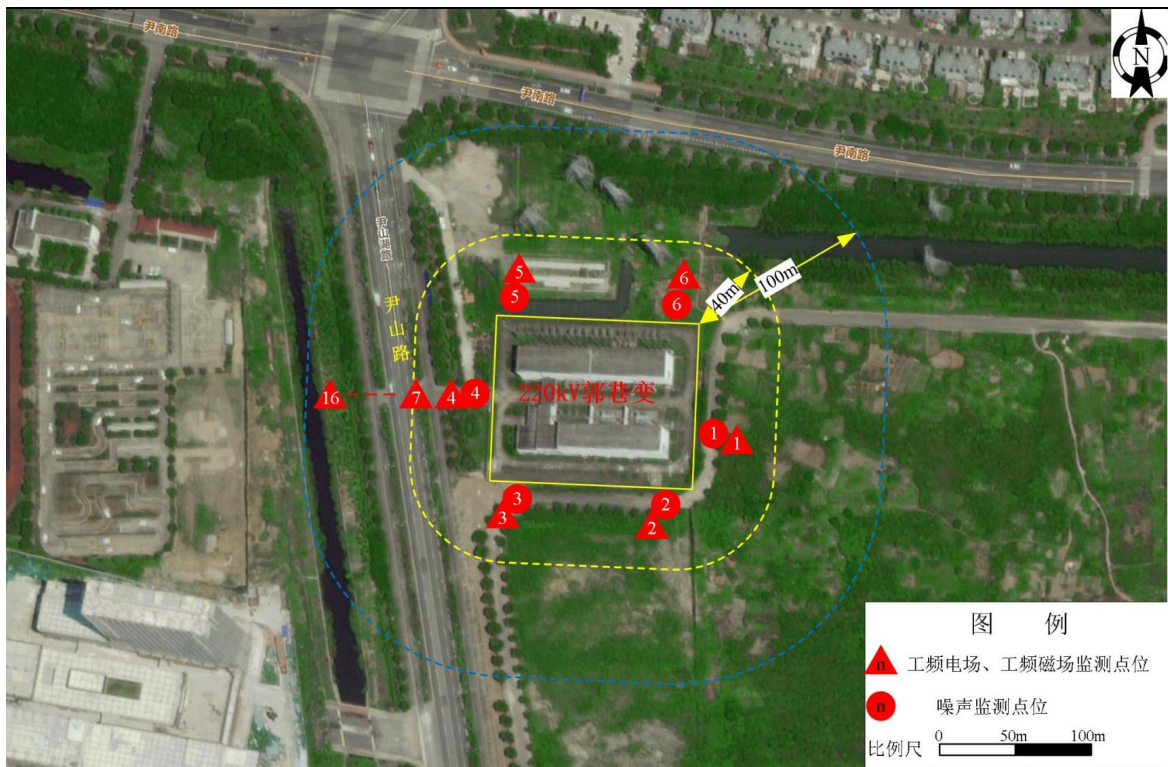 尹南路
尹南路
尹南路
N
尹山湖路
尹山路
100m
40m
5
5
6
6
220kV郭巷变
16
7
4
4
1
1
3
3
2
2
图 例
n 工频电场、工频磁场监测点位
n 噪声监测点位
比例尺 0 50m 100m